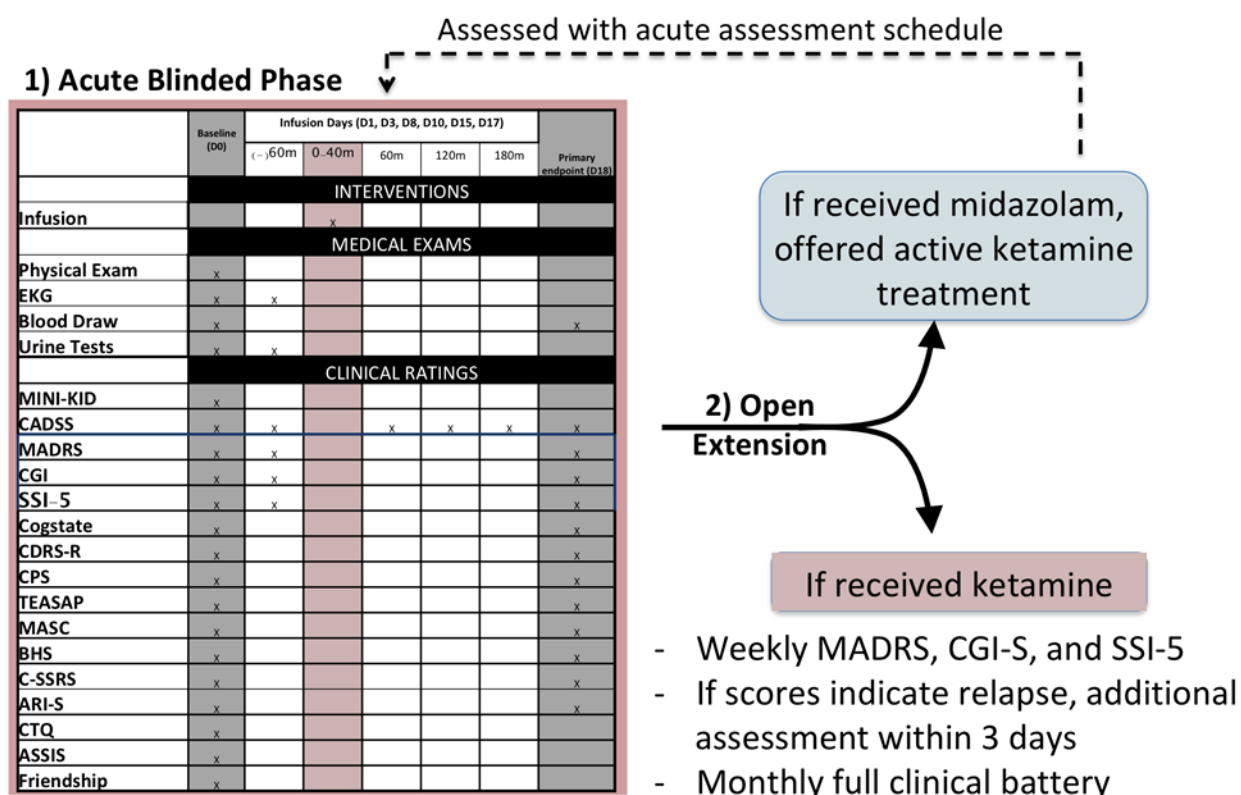 Assessed with acute assessment schedule
1) Acute Blinded Phase
Baseline (D0)
Infusion Days (D1, D3, D8, D10, D15, D17)
Primary endpoint (D18)
(−)60m 0-40m 60m 120m 180m
INTERVENTIONS
Infusion x
MEDICAL EXAMS
Physical Exam x
EKG x x
Blood Draw x x
Urine Tests x x
CLINICAL RATINGS
MINI-KID x
CADSS x x x x x x
MADRS x x x
CGI x x x
SSI-5 x x x
Cogstate x x
CDRS-R x x
CPS x x
TEASAP x x
MASC x x
BHS x x
C-SSRS x x
ARI-S x x
CTQ x
ASSIS x
Friendship x
If received midazolam,
offered active ketamine
treatment
2) Open
Extension
If received ketamine
- Weekly MADRS, CGI-S, and SSI-5
- If scores indicate relapse, additional
assessment within 3 days
- Monthly full clinical battery